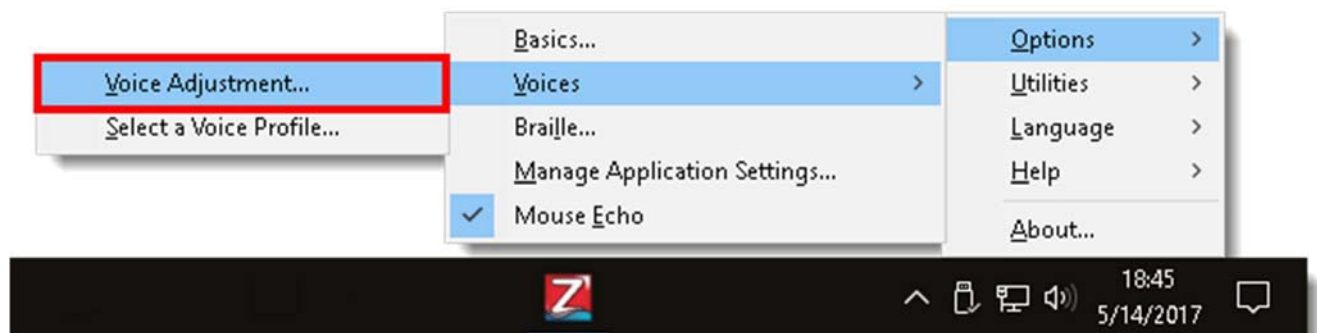 Voice Adjustment...
Select a Voice Profile...
Basics...
Voices
Braille...
Manage Application Settings...
Mouse Echo
Options
Utilities
Language
Help
About...
Z
18:45
5/14/2017